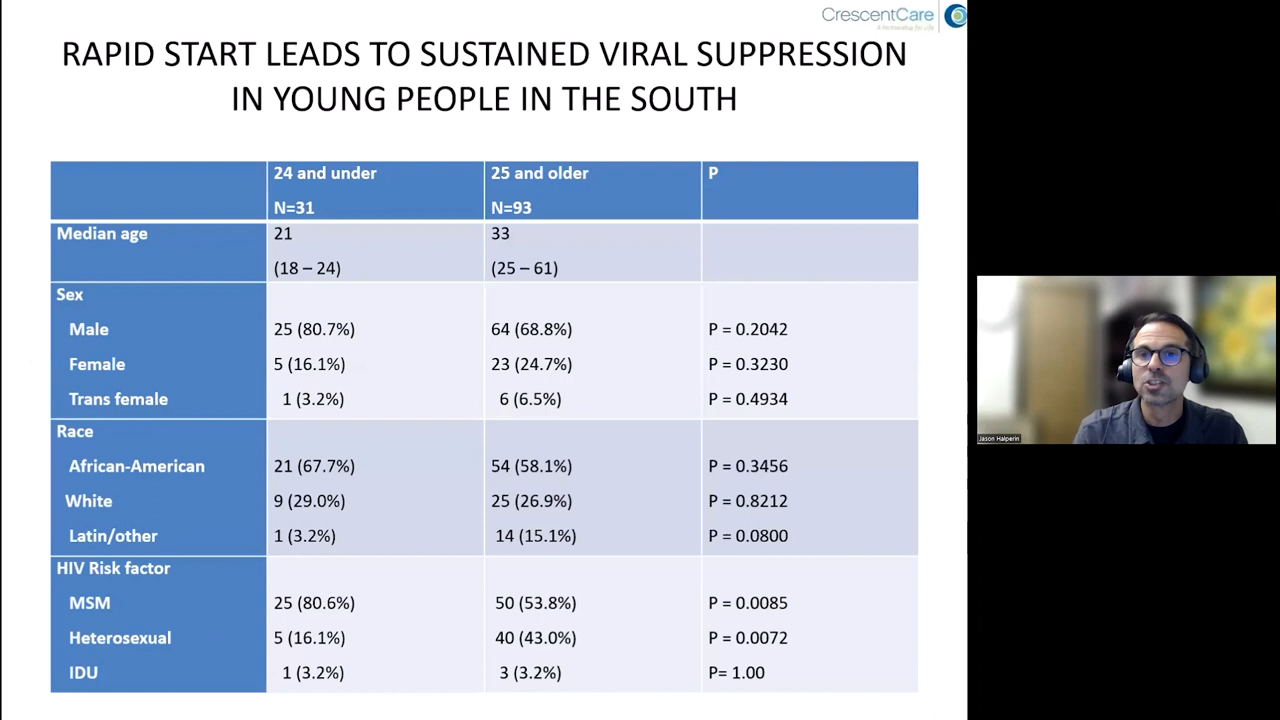 CrescentCare
A Partnership for Life
RAPID START LEADS TO SUSTAINED VIRAL SUPPRESSION
IN YOUNG PEOPLE IN THE SOUTH
24 and under 25 and older P
N=31 N=93
Median age 21 33
(18 – 24) (25 – 61)
Sex
Male 25 (80.7%) 64 (68.8%) P = 0.2042
Female 5 (16.1%) 23 (24.7%) P = 0.3230
Trans female 1 (3.2%) 6 (6.5%) P = 0.4934
Race
African-American 21 (67.7%) 54 (58.1%) P = 0.3456
White 9 (29.0%) 25 (26.9%) P = 0.8212
Latin/other 1 (3.2%) 14 (15.1%) P = 0.0800
HIV Risk factor
MSM 25 (80.6%) 50 (53.8%) P = 0.0085
Heterosexual 5 (16.1%) 40 (43.0%) P = 0.0072
IDU 1 (3.2%) 3 (3.2%) P= 1.00
Jason Halperin